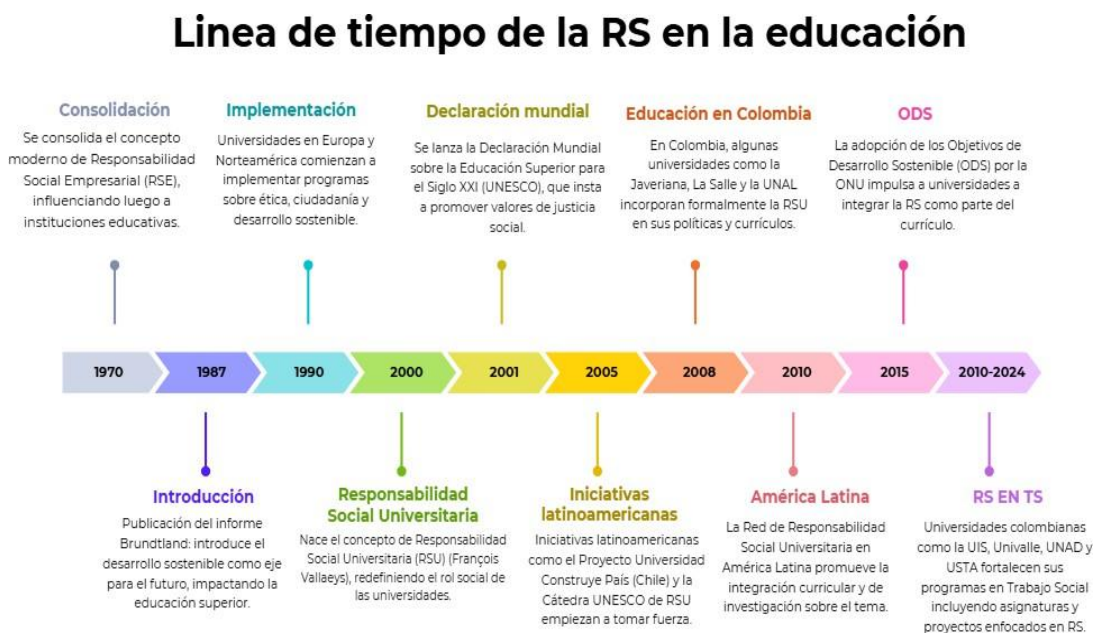 Linea de tiempo de la RS en la educación
Consolidación
Se consolida el concepto
moderno de Responsabilidad
Social Empresarial (RSE),
influenciando luego a
instituciones educativas.
Implementación
Universidades en Europa y
Norteamérica comienzan a
implementar programas
sobre ética, ciudadanía y
desarrollo sostenible.
Declaración mundial
Se lanza la Declaración Mundial
sobre la Educación Superior para
el Siglo XXI (UNESCO), que insta
a promover valores de justicia
social.
Educación en Colombia
En Colombia, algunas
universidades como la
Javeriana, La Salle y la UNAL
incorporan formalmente la RSU
en sus políticas y currículos.
ODS
La adopción de los Objetivos de
Desarrollo Sostenible (ODS) por la
ONU impulsa a universidades a
integrar la RS como parte del
currículo.
1970
1987
1990
2000
2001
2005
2008
2010
2015
2010-2024
Introducción
Publicación del informe
Brundtland: introduce el
desarrollo sostenible como eje
para el futuro, impactando la
educación superior.
Responsabilidad
Social Universitaria
Nace el concepto de Responsabilidad
Social Universitaria (RSU) (François
Vallaeys), redefiniendo el rol social de
las universidades.
Iniciativas
latinoamericanas
Iniciativas latinoamericanas
como el Proyecto Universidad
Construye País (Chile) y la
Cátedra UNESCO de RSU
empiezan a tomar fuerza.
América Latina
La Red de Responsabilidad
Social Universitaria en
América Latina promueve la
integración curricular y de
investigación sobre el tema.
RS EN TS
Universidades colombianas
como la UIS, Univalle, UNAD y
USTA fortalecen sus
programas en Trabajo Social
incluyendo asignaturas y
proyectos enfocados en RS.